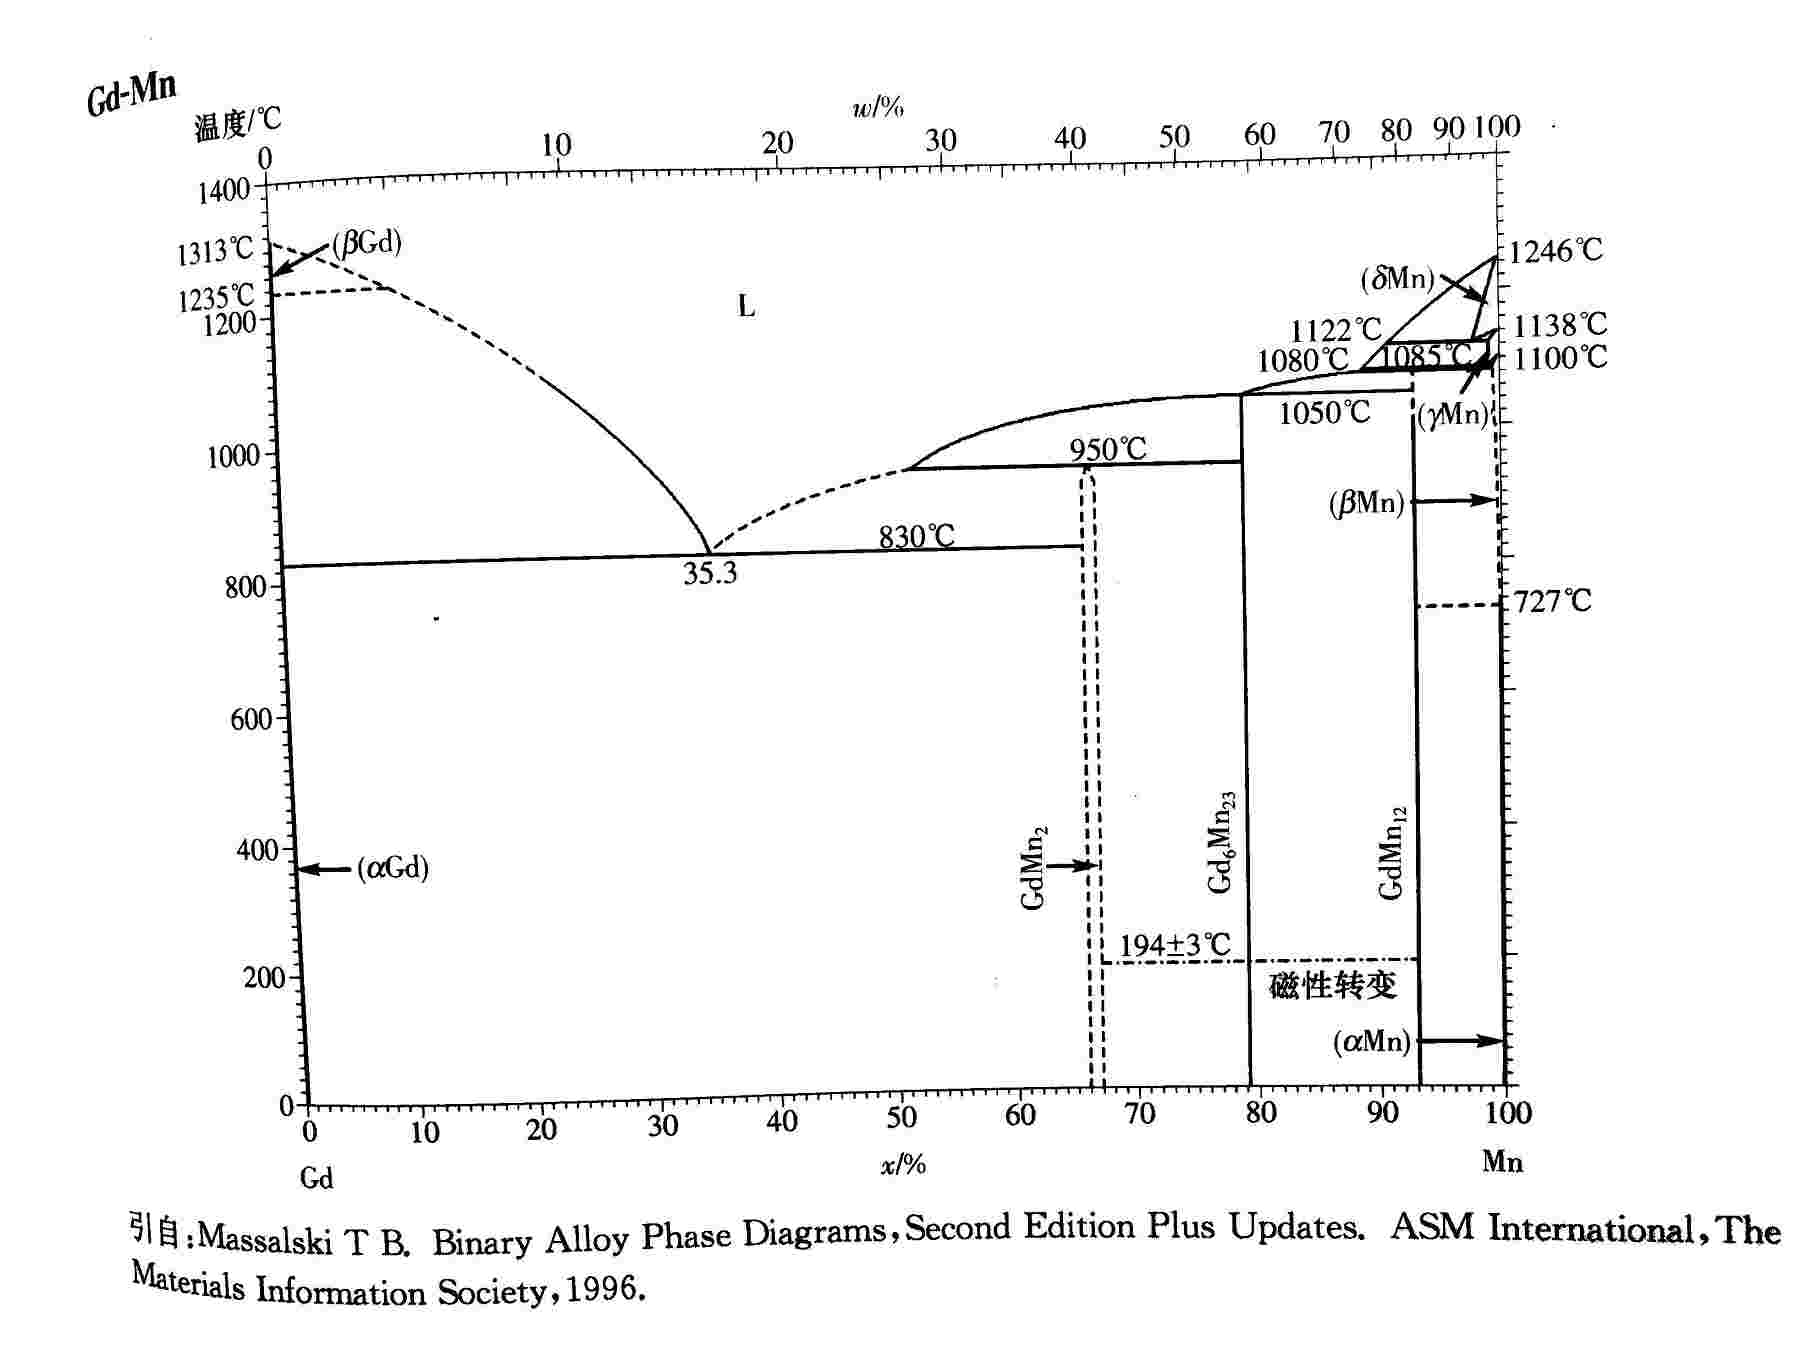 Gd-Mn
温度/℃
w/%
0 10 20 30 40 50 60 70 80 90 100
1400
1313℃
(βGd)
1235℃
1200
L
1246℃
(δMn)
1122℃
1138℃
1080℃
1085℃
1100℃
1050℃
(γMn)
1000
950℃
(βMn)
830℃
35.3
800
727℃
600
GdMn₂
Gd₆Mn₂₃
GdMn₁₂
400
(αGd)
194±3℃
200
磁性转变
(αMn)
0
0 10 20 30 40 50 60 70 80 90 100
Gd
x/%
Mn
引自:Massalski T B. Binary Alloy Phase Diagrams, Second Edition Plus Updates. ASM International, The
Materials Information Society, 1996.